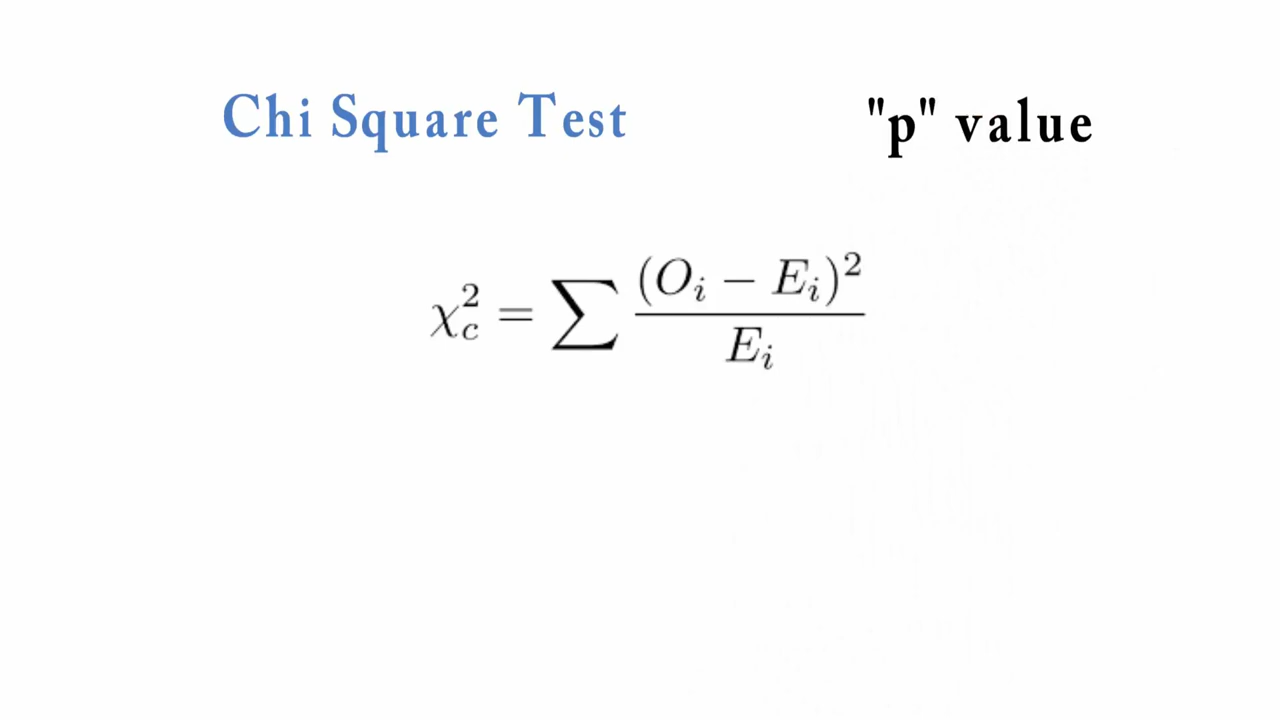 Chi Square Test
"p" value
χ²_c = ∑ (O_i − E_i)² / E_i